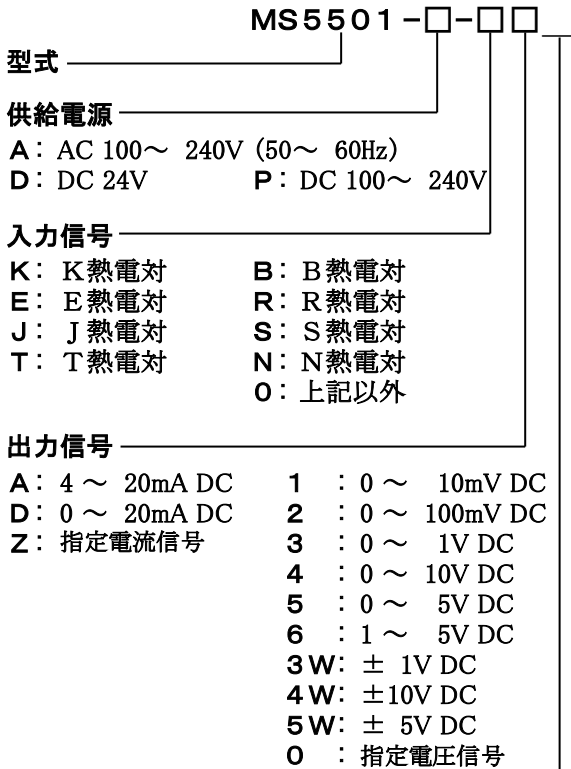 MS5501-□-□□
型式
供給電源
A: AC 100～ 240V (50～ 60Hz)
D: DC 24V P: DC 100～ 240V
入力信号
K: K熱電対 B: B熱電対
E: E熱電対 R: R熱電対
J: J熱電対 S: S熱電対
T: T熱電対 N: N熱電対
0: 上記以外
出力信号
A: 4 ～ 20mA DC 1 : 0 ～ 10mV DC
D: 0 ～ 20mA DC 2 : 0 ～ 100mV DC
Z: 指定電流信号 3 : 0 ～ 1V DC
4 : 0 ～ 10V DC
5 : 0 ～ 5V DC
6 : 1 ～ 5V DC
3W: ± 1V DC
4W: ±10V DC
5W: ± 5V DC
0 : 指定電圧信号